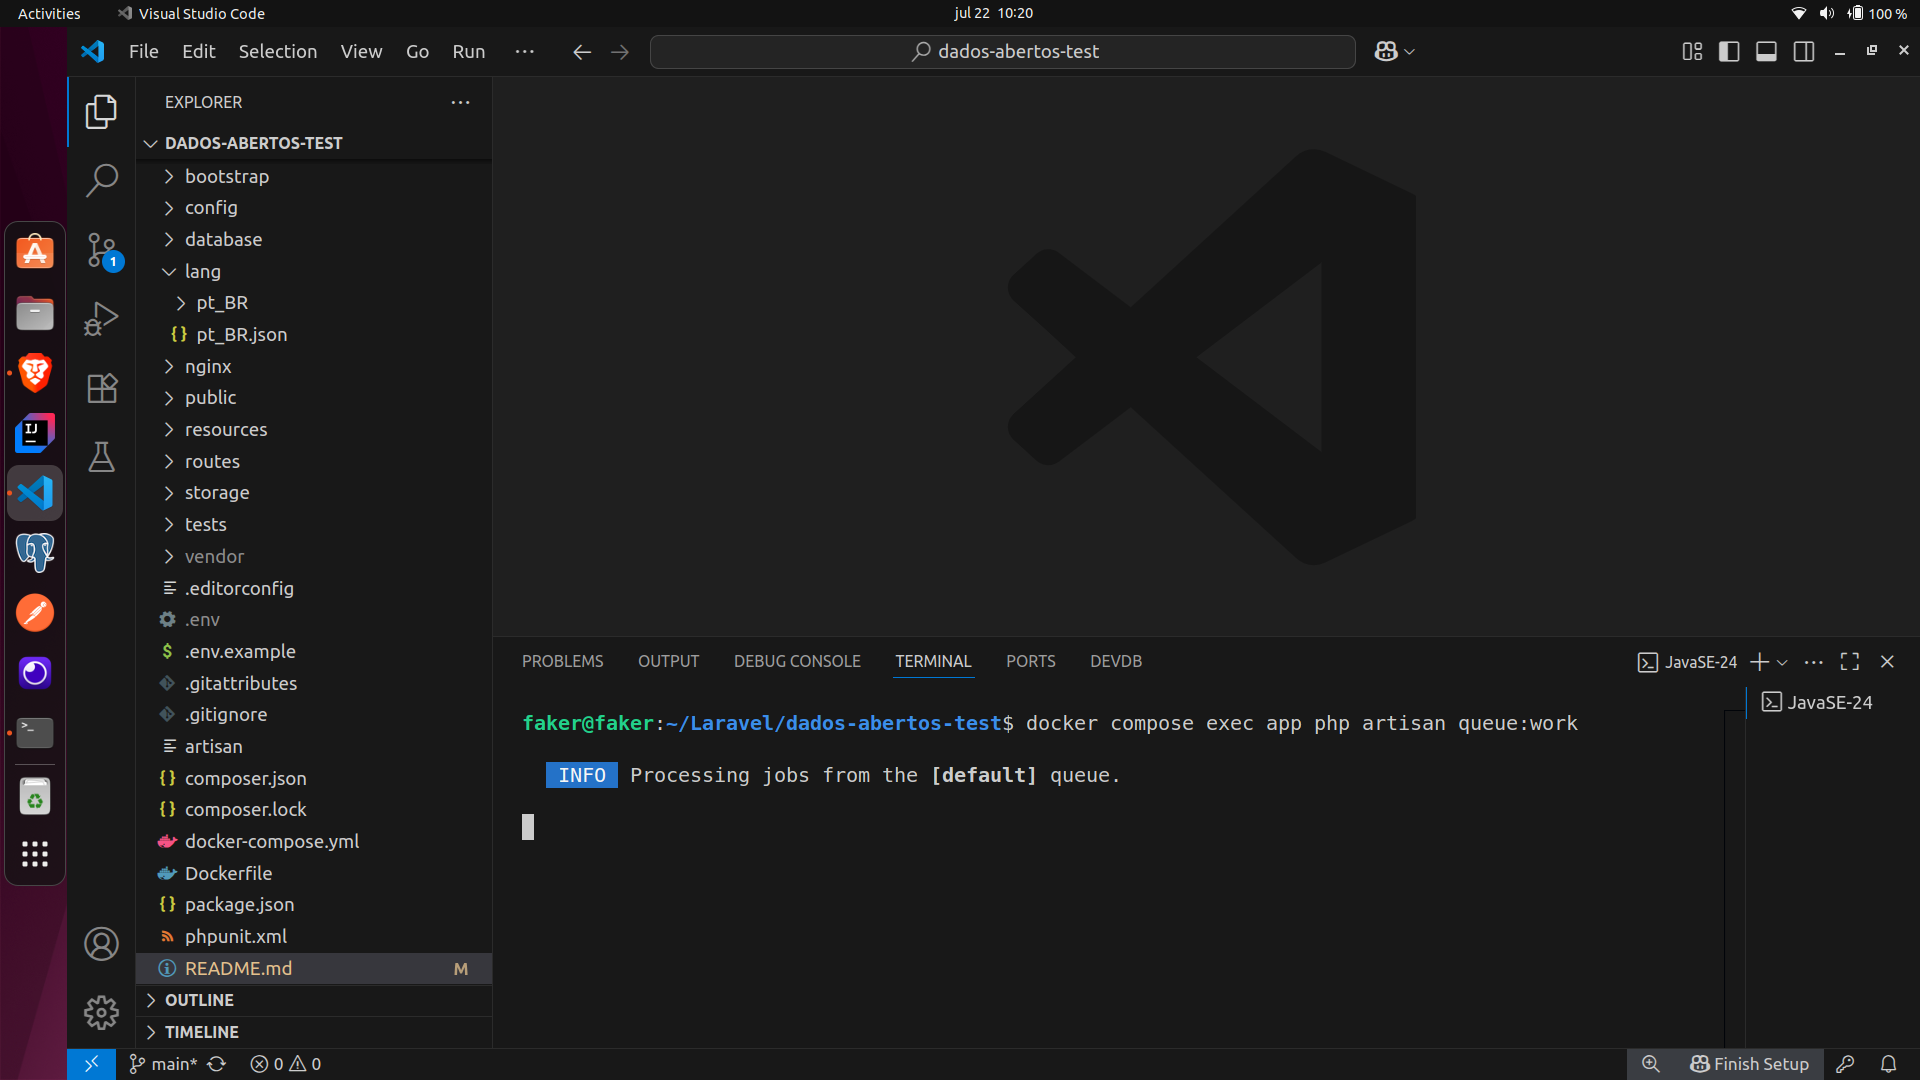 Activities
Visual Studio Code
jul 22 10:20
100 %
File Edit Selection View Go Run ···
dados-abertos-test
EXPLORER
DADOS-ABERTOS-TEST
bootstrap
config
database
lang
pt_BR
{} pt_BR.json
nginx
public
resources
routes
storage
tests
vendor
.editorconfig
.env
$ .env.example
.gitattributes
.gitignore
artisan
{} composer.json
{} composer.lock
docker-compose.yml
Dockerfile
{} package.json
phpunit.xml
README.md M
OUTLINE
TIMELINE
1
IJ
PROBLEMS OUTPUT DEBUG CONSOLE TERMINAL PORTS DEVDB
JavaSE-24
faker@faker:~/Laravel/dados-abertos-test$ docker compose exec app php artisan queue:work
INFO Processing jobs from the [default] queue.
JavaSE-24
main* 0 0
Finish Setup